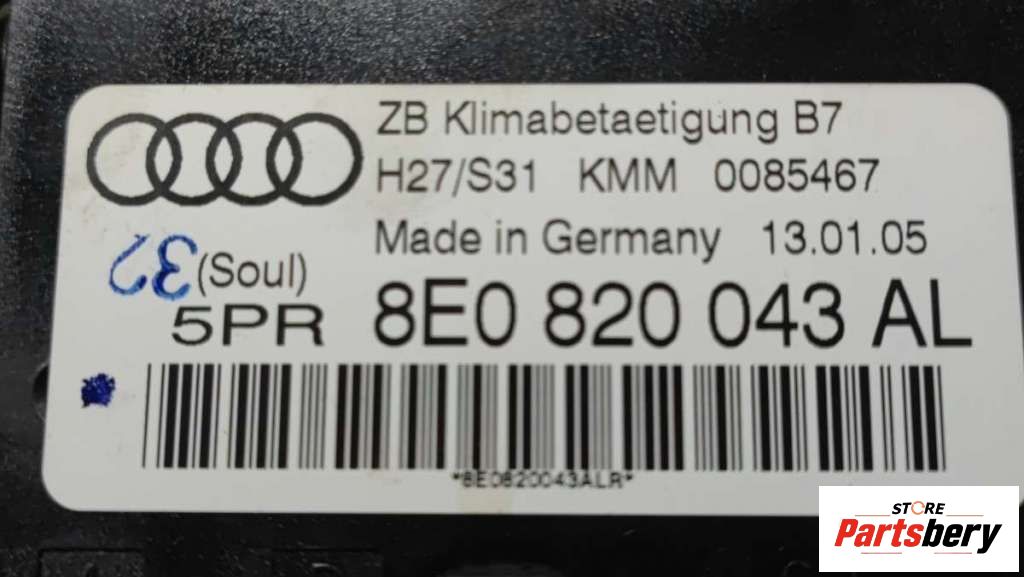 ZB Klimabetaetigung B7
H27/S31 KMM 0085467
Made in Germany 13.01.05
32 (Soul)
5PR 8E0 820 043 AL
*8E0820043ALR*
STORE
Partsbery